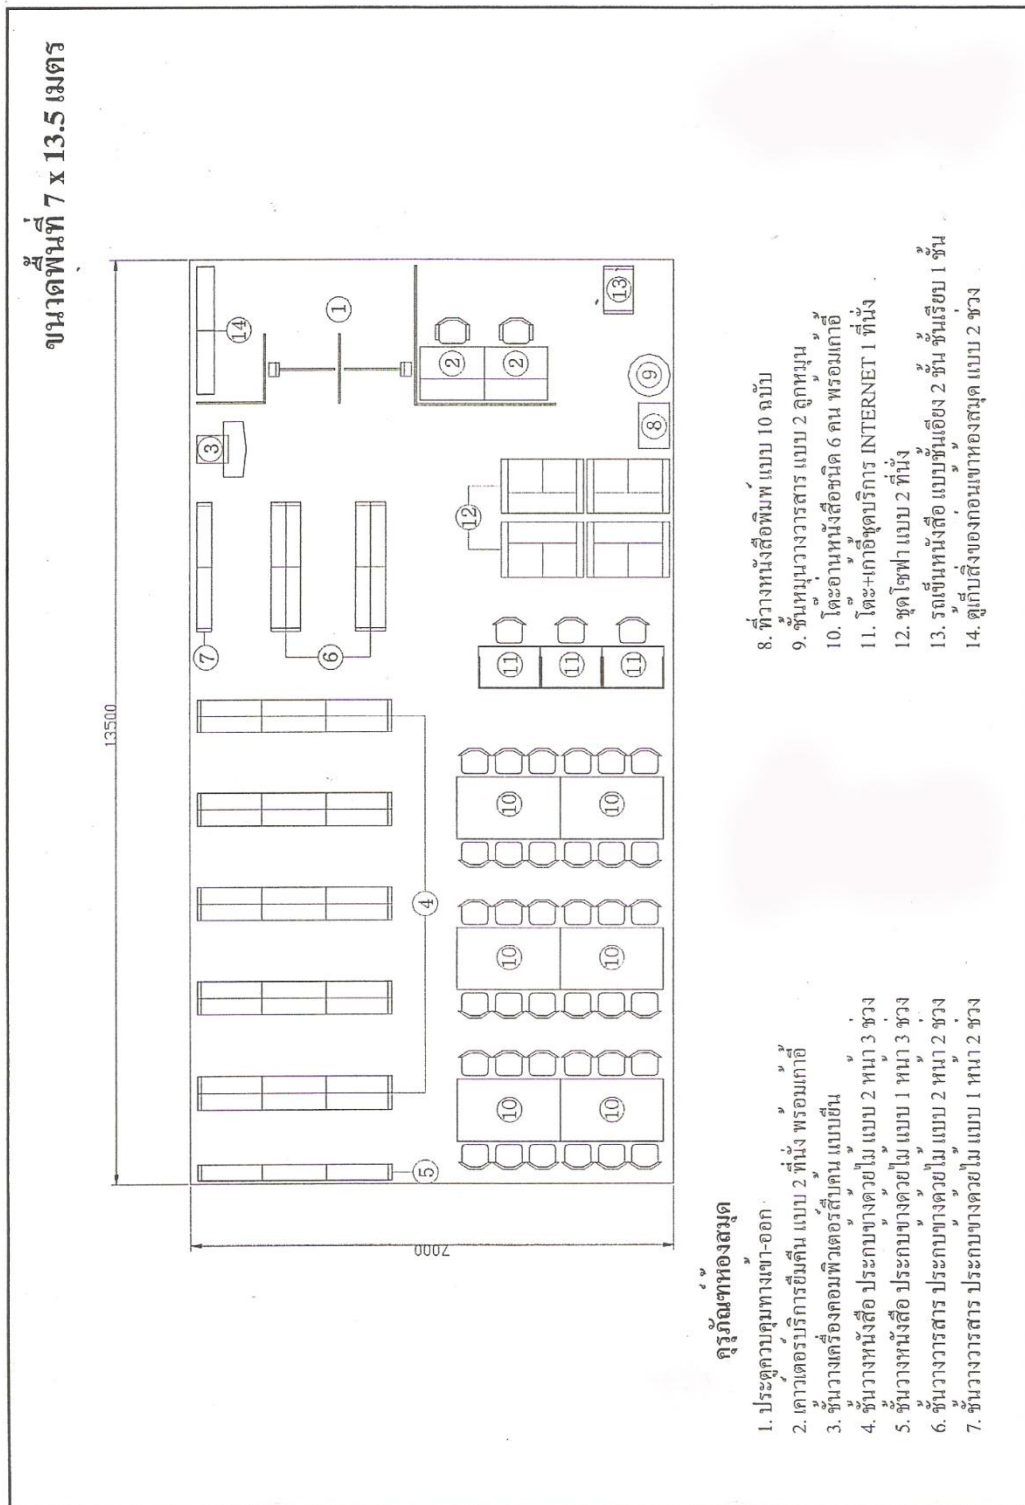 ขนาดพื้นที่ 7 x 13.5 เมตร
13500
7000
14
1
13
3
2
2
9
8
7
6
12
11
11
11
4
10
10
10
10
10
10
5
ครุภัณฑ์ห้องสมุด
1. ประตูควบคุมทางเข้า-ออก
2. เคาว์เตอร์บริการยืมคืน แบบ 2 ที่นั่ง พร้อมเก้าอี้
3. ชั้นวางเครื่องคอมพิวเตอร์สืบค้น แบบยืน
4. ชั้นวางหนังสือ ประกบข้างด้วยไม้ แบบ 2 หน้า 3 ช่วง
5. ชั้นวางหนังสือ ประกบข้างด้วยไม้ แบบ 1 หน้า 3 ช่วง
6. ชั้นวางวารสาร ประกบข้างด้วยไม้ แบบ 2 หน้า 2 ช่วง
7. ชั้นวางวารสาร ประกบข้างด้วยไม้ แบบ 1 หน้า 2 ช่วง
8. ที่วางหนังสือพิมพ์ แบบ 10 ฉบับ
9. ชั้นหมุนวางวารสาร แบบ 2 ลูกหมุน
10. โต๊ะอ่านหนังสือชนิด 6 คน พร้อมเก้าอี้
11. โต๊ะ+เก้าอี้ชุดบริการ INTERNET 1 ที่นั่ง
12. ชุดโซฟา แบบ 2 ที่นั่ง
13. รถเข็นหนังสือ แบบชั้นเอียง 2 ชั้น ชั้นเรียบ 1 ชั้น
14. ตู้เก็บสิ่งของก่อนเข้าห้องสมุด แบบ 2 ช่วง